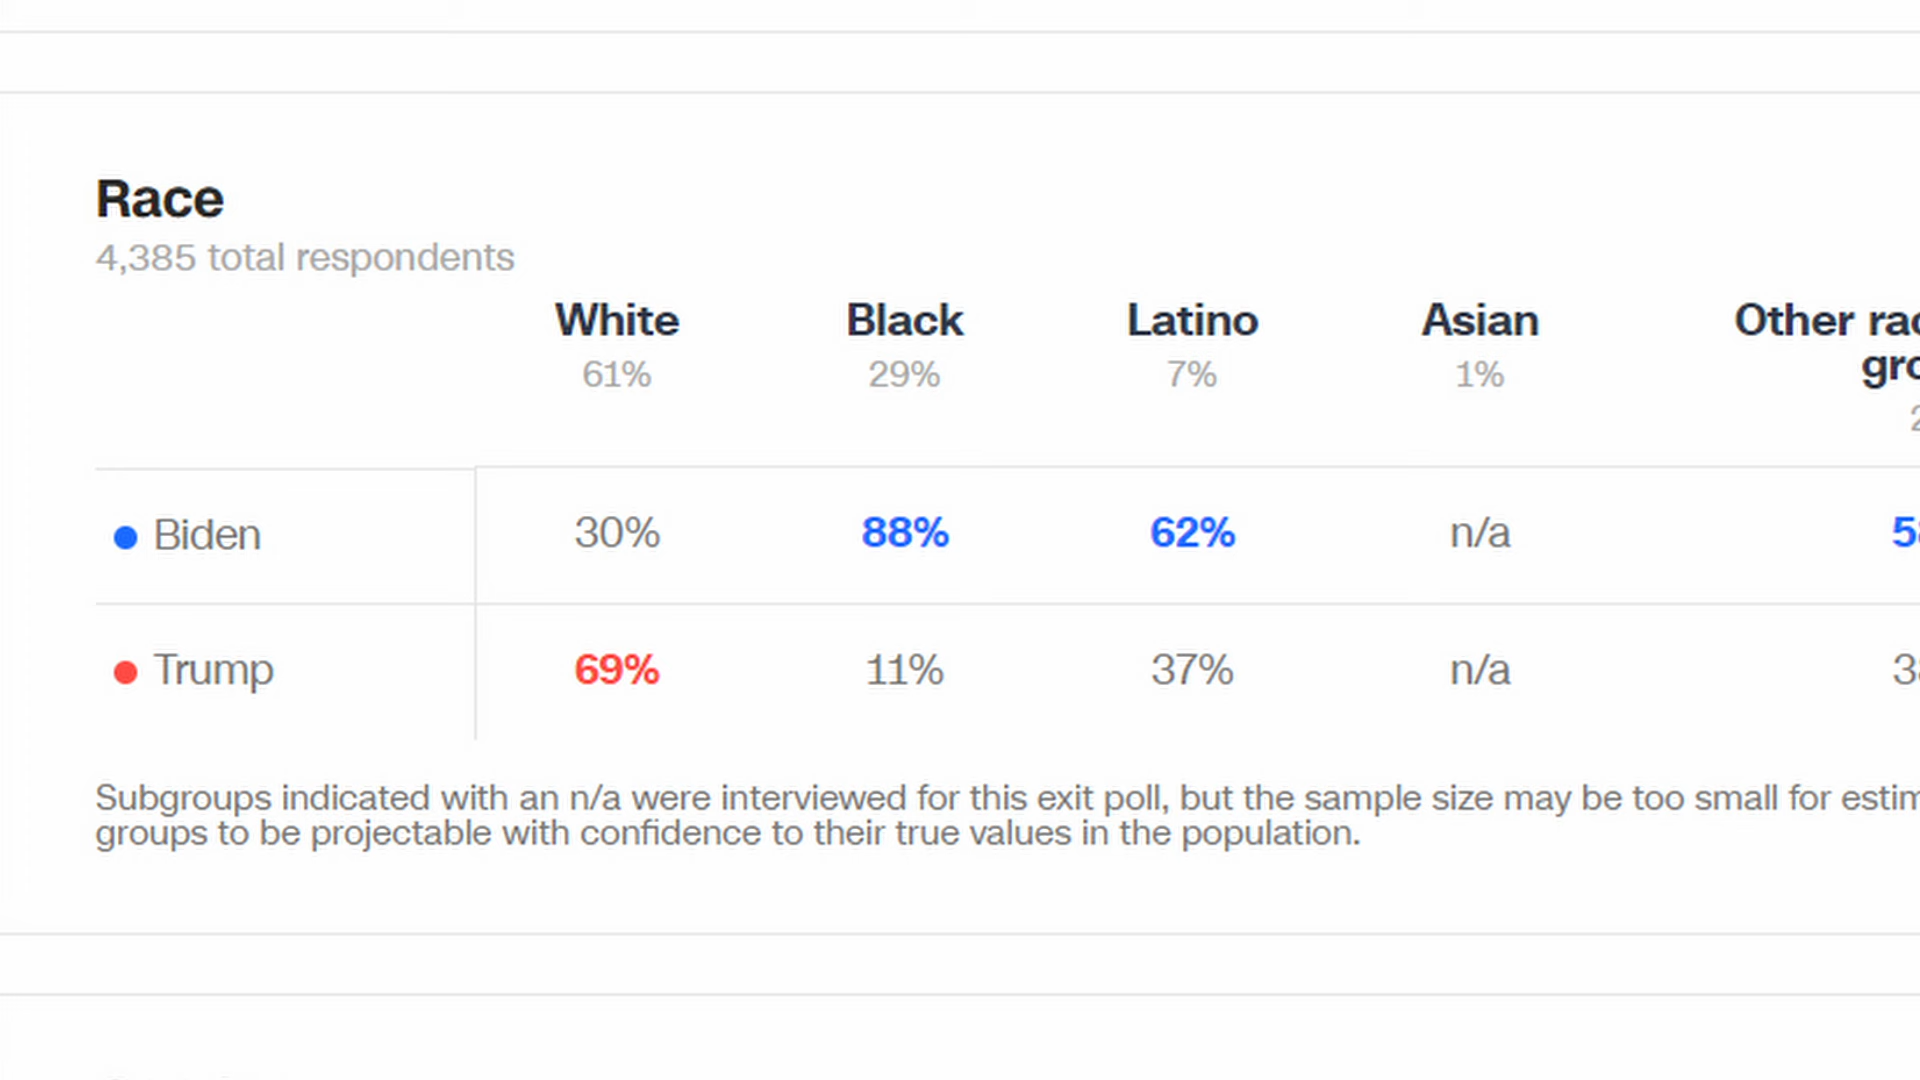 Race
4,385 total respondents
White Black Latino Asian Other
61% 29% 7% 1%
Biden 30% 88% 62% n/a
Trump 69% 11% 37% n/a
Subgroups indicated with an n/a were interviewed for this exit poll, but the sample size may be too small for
groups to be projectable with confidence to their true values in the population.